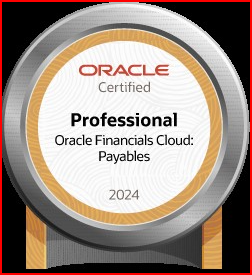 ORACLE
Certified
Professional
Oracle Financials Cloud:
Payables
2024